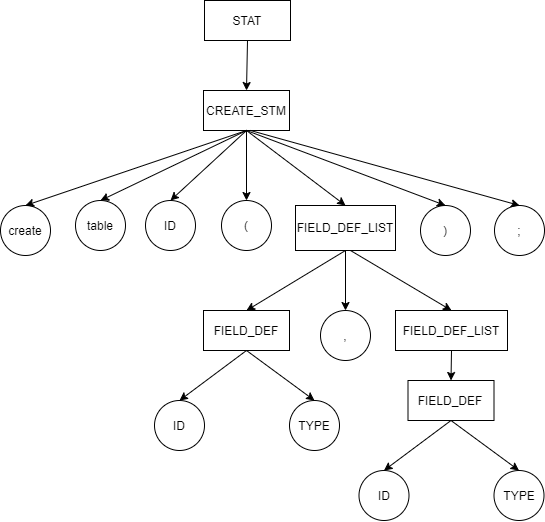 STAT
CREATE_STM
create
table
ID
(
FIELD_DEF_LIST
)
;
FIELD_DEF
,
FIELD_DEF_LIST
FIELD_DEF
ID
TYPE
ID
TYPE